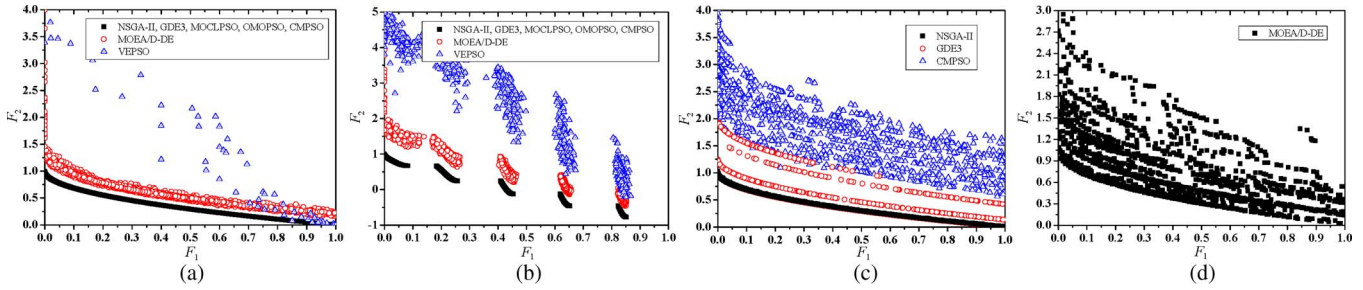 4.0
3.5
3.0
2.5
2.0
1.5
1.0
0.5
0.0
F2
NSGA-II, GDE3, MOCLPSO, OMOPSO, CMPSO
MOEA/D-DE
VEPSO
0.0 0.1 0.2 0.3 0.4 0.5 0.6 0.7 0.8 0.9 1.0
F1
(a)
5
4
3
2
1
0
-1
F2
NSGA-II, GDE3, MOCLPSO, OMOPSO, CMPSO
MOEA/D-DE
VEPSO
0.0 0.1 0.2 0.3 0.4 0.5 0.6 0.7 0.8 0.9 1.0
F1
(b)
4.0
3.5
3.0
2.5
2.0
1.5
1.0
0.5
0.0
F2
NSGA-II
GDE3
CMPSO
0.0 0.1 0.2 0.3 0.4 0.5 0.6 0.7 0.8 0.9 1.0
F1
(c)
3.0
2.7
2.4
2.1
1.8
1.5
1.2
0.9
0.6
0.3
0.0
F2
MOEA/D-DE
0.0 0.1 0.2 0.3 0.4 0.5 0.6 0.7 0.8 0.9 1.0
F1
(d)